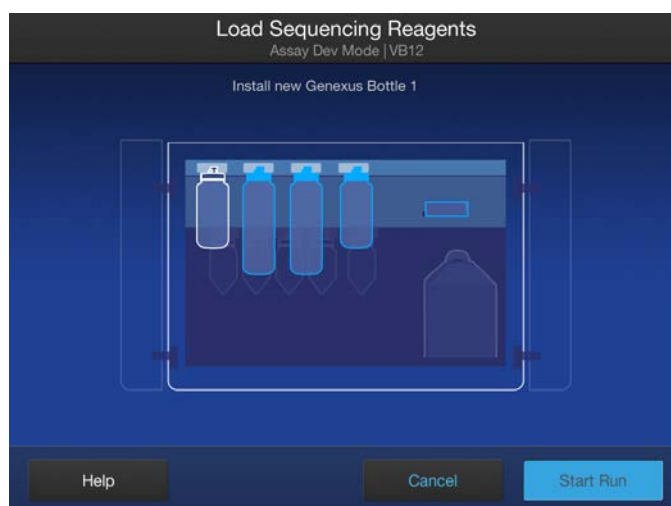 Load Sequencing Reagents
Assay Dev Mode | VB12
Install new Genexus Bottle 1
Help
Cancel
Start Run